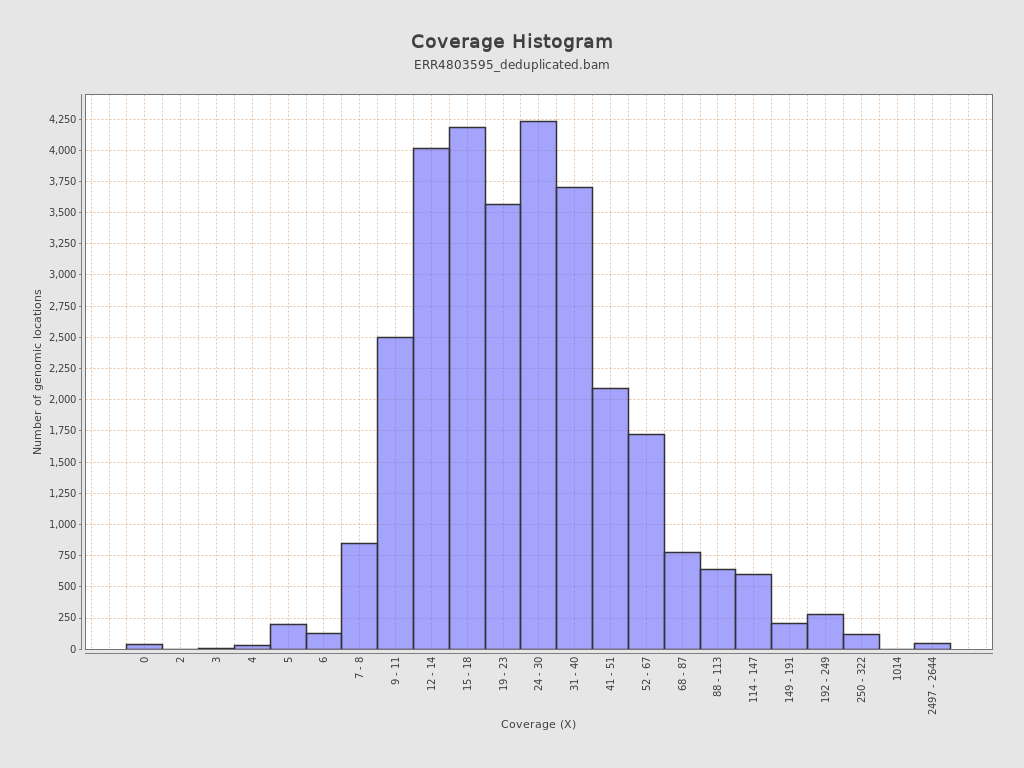 Coverage Histogram
ERR4803595_deduplicated.bam
Number of genomic locations
4,250
4,000
3,750
3,500
3,250
3,000
2,750
2,500
2,250
2,000
1,750
1,500
1,250
1,000
750
500
250
0
0
2
3
4
5
6
7 - 8
9 - 11
12 - 14
15 - 18
19 - 23
24 - 30
31 - 40
41 - 51
52 - 67
68 - 87
88 - 113
114 - 147
149 - 191
192 - 249
250 - 322
1014
2497 - 2644
Coverage (X)